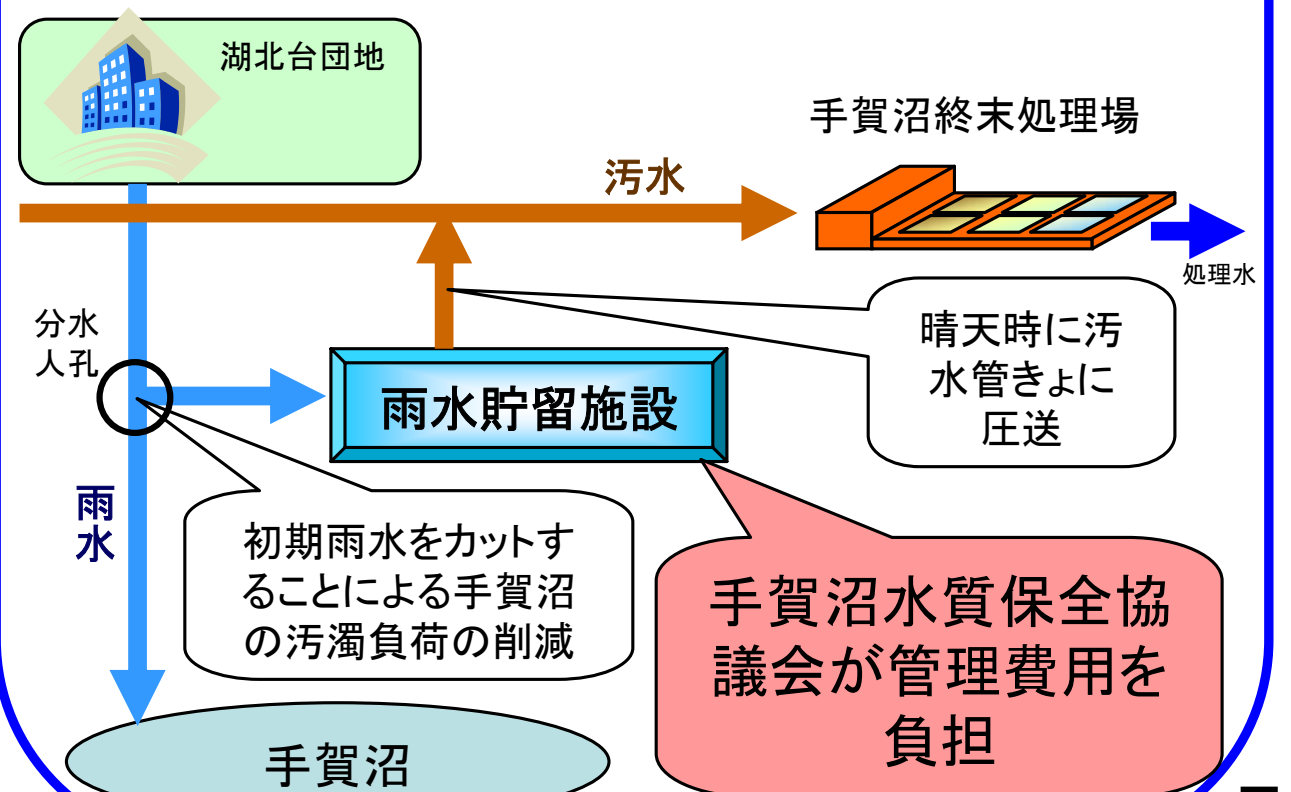 湖北台団地
手賀沼終末処理場
汚水
処理水
分水
人孔
晴天時に汚
水管きょに
圧送
雨水貯留施設
雨
水
初期雨水をカットす
ることによる手賀沼
の汚濁負荷の削減
手賀沼水質保全協
議会が管理費用を
負担
手賀沼